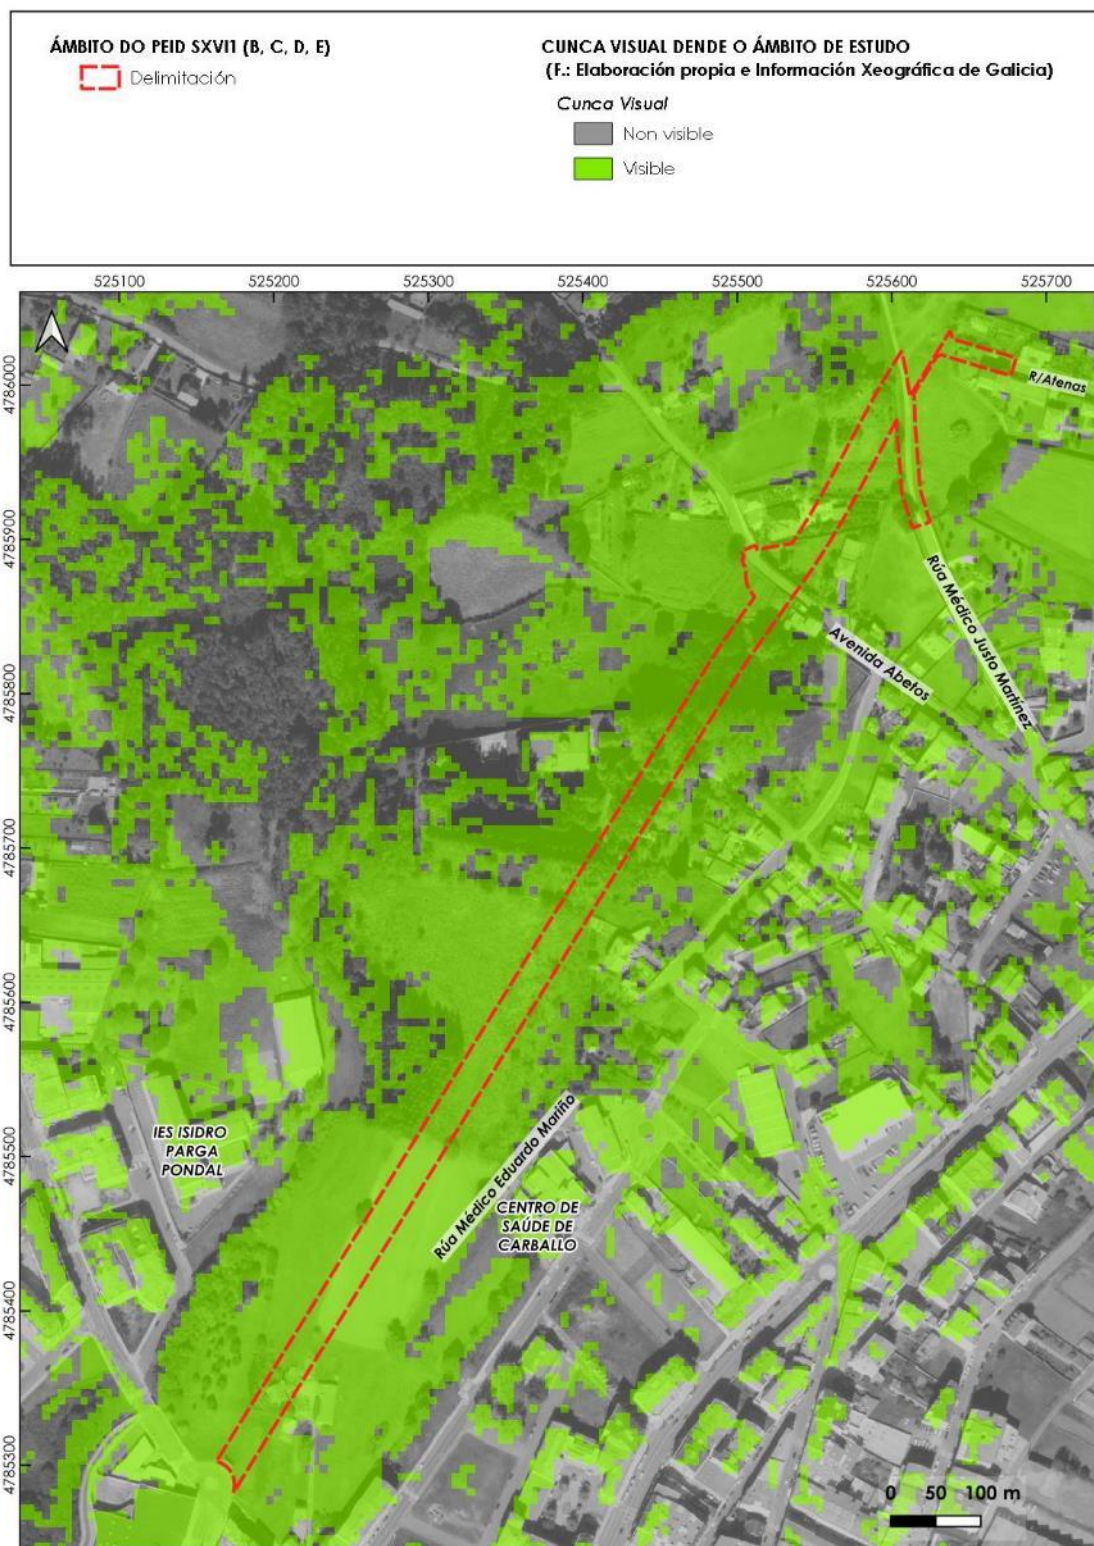 ÁMBITO DO PEID SXVI1 (B, C, D, E)
Delimitación
CUNCA VISUAL DENDE O ÁMBITO DE ESTUDO
(F.: Elaboración propia e Información Xeográfica de Galicia)
Cunca Visual
Non visible
Visible
525100 525200 525300 525400 525500 525600 525700
4786000
4785900
4785800
4785700
4785600
4785500
4785400
4785300
R/Atenas
Rúa Médico Justo Martínez
Avenida Abetos
Rúa Médico Eduardo Mariño
IES ISIDRO
PARGA
PONDAL
CENTRO DE
SAÚDE DE
CARBALLO
0 50 100 m